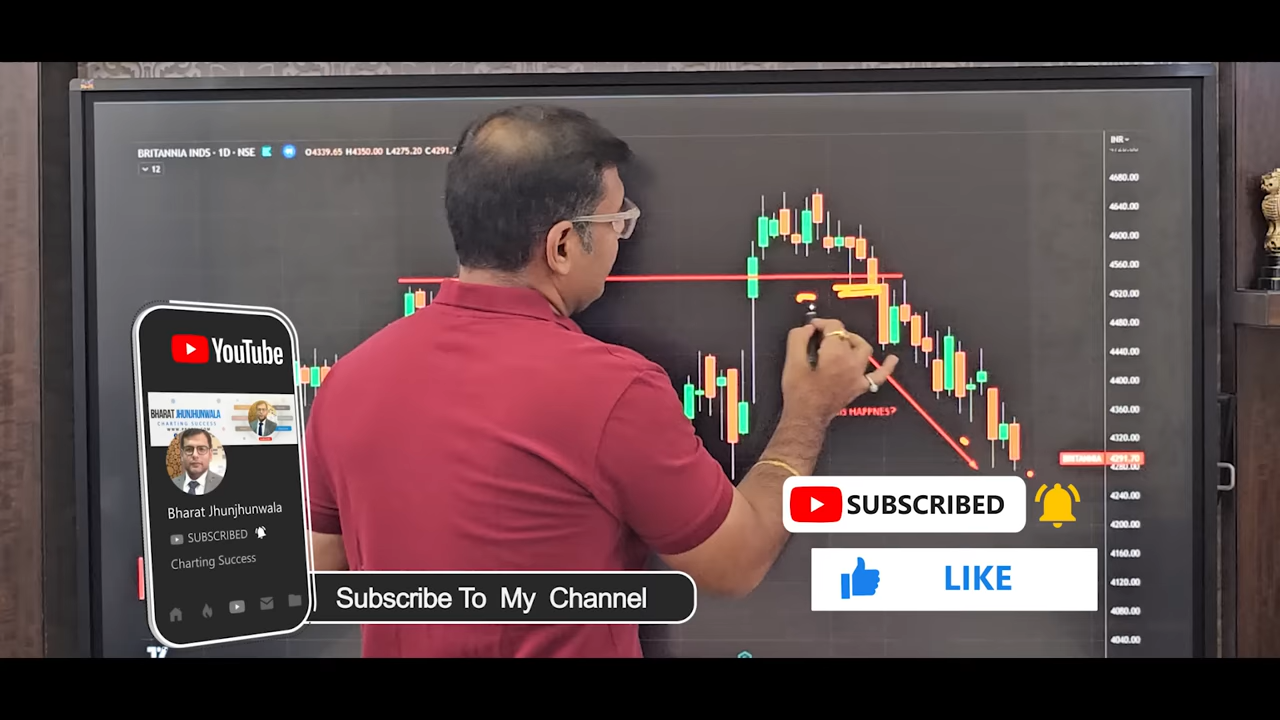 BRITANNIA INDS · 1D · NSE O4339.65 H4350.00 L4275.20 C4291.
12
INR
4680.00
4640.00
4600.00
4560.00
4520.00
4480.00
4440.00
4400.00
4360.00
4320.00
BRITANNIA 4291.70
4280.00
4240.00
4200.00
4160.00
4120.00
4080.00
4040.00
HAPPNES?
YouTube
BHARAT JHUNJHUNWALA
CHARTING SUCCESS
Bharat Jhunjhunwala
SUBSCRIBED
Charting Success
Subscribe To My Channel
SUBSCRIBED
LIKE